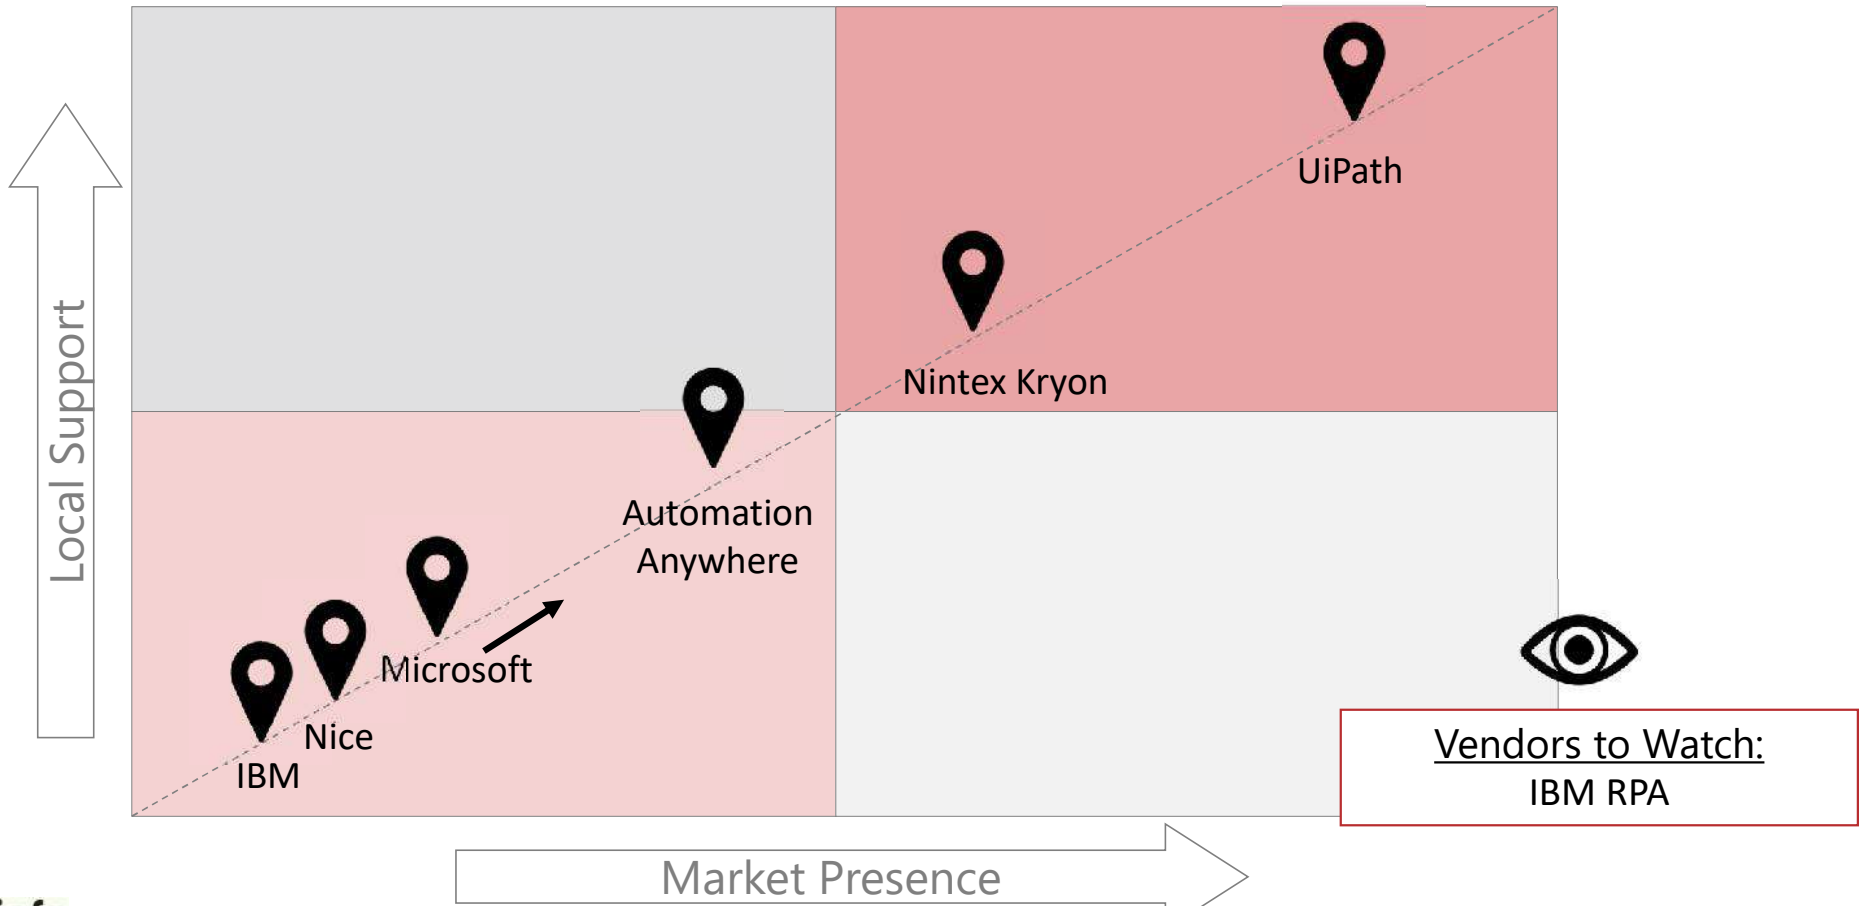 UiPath
Nintex Kryon
Local Support
Automation
Anywhere
Microsoft
Nice
IBM
Vendors to Watch:
IBM RPA
Market Presence